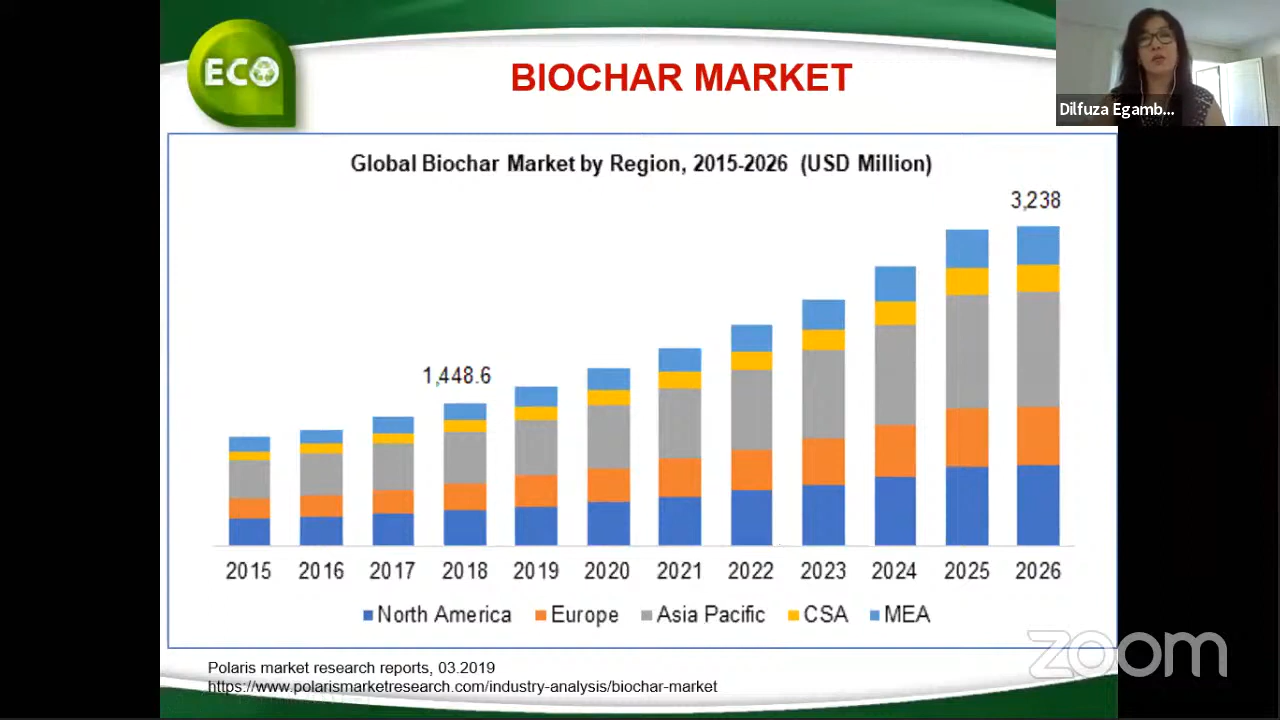 ECO
BIOCHAR MARKET
Dilfuza Egamb...
Global Biochar Market by Region, 2015-2026 (USD Million)
3,238
1,448.6
2015 2016 2017 2018 2019 2020 2021 2022 2023 2024 2025 2026
North America Europe Asia Pacific CSA MEA
zoom
Polaris market research reports, 03.2019
https://www.polarismarketresearch.com/industry-analysis/biochar-market